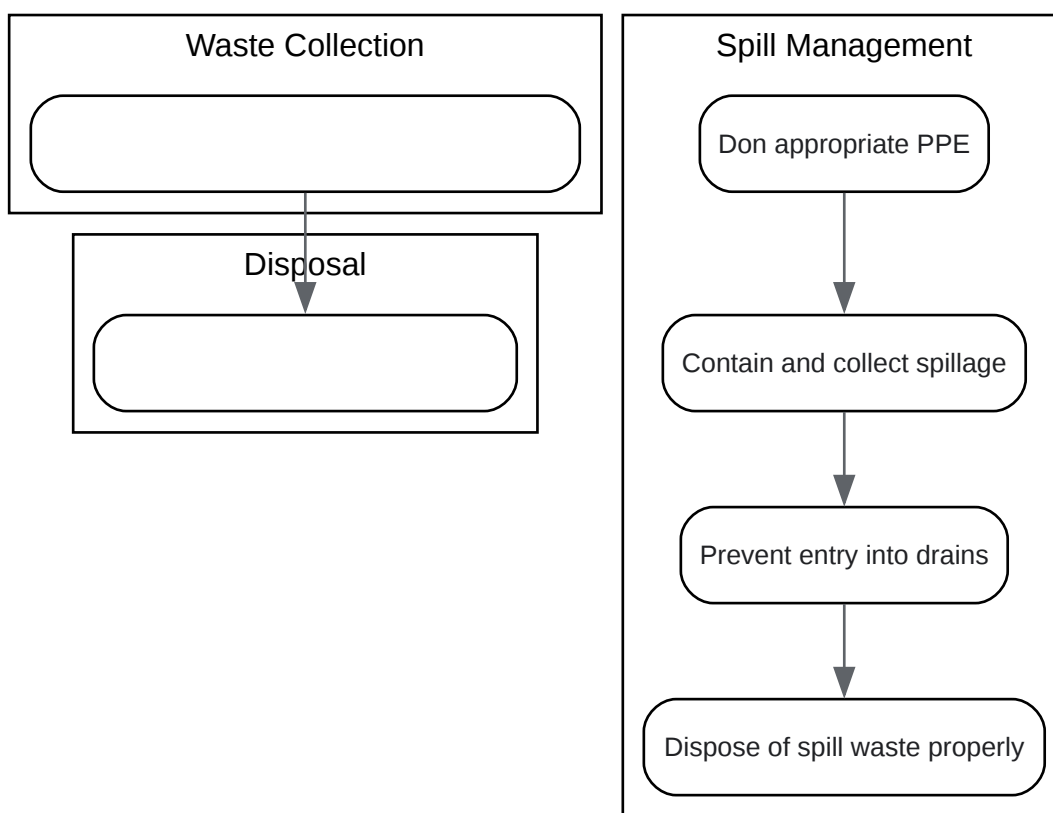 Waste Collection
Disposal
Spill Management
Don appropriate PPE
Contain and collect spillage
Prevent entry into drains
Dispose of spill waste properly